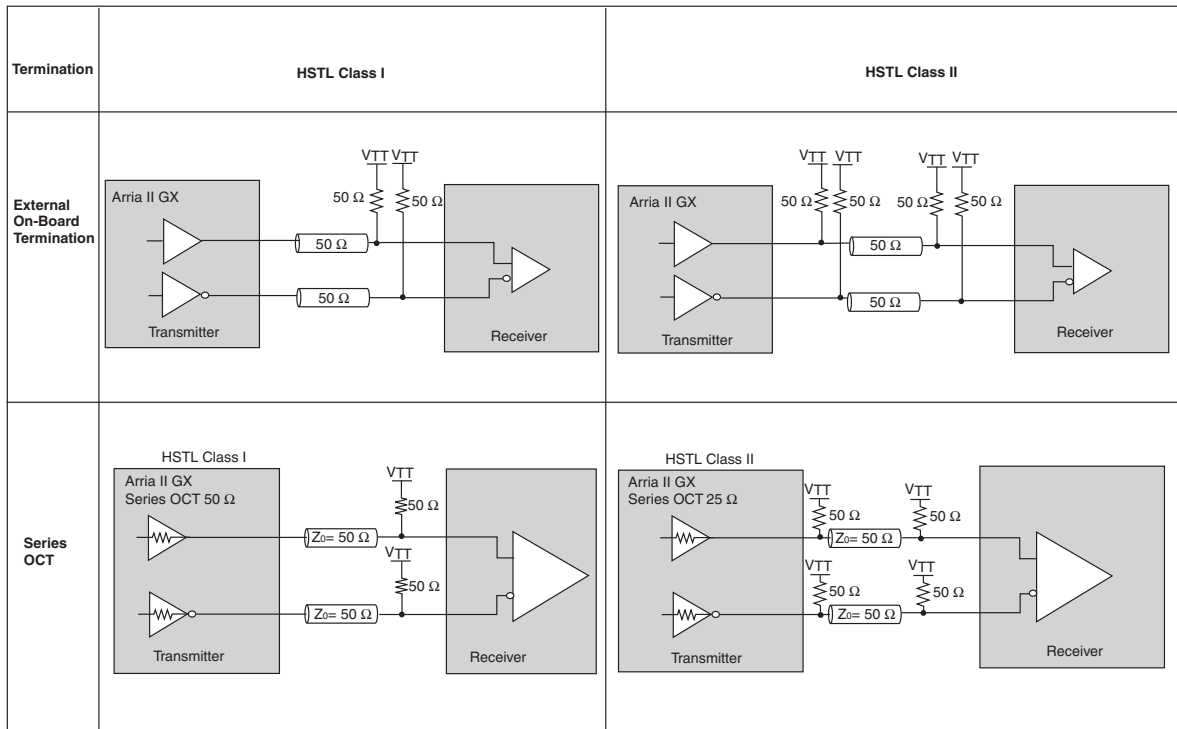 Termination
HSTL Class I
HSTL Class II
External
On-Board
Termination
Arria II GX
VTT VTT
50 Ω
50 Ω
50 Ω
50 Ω
Transmitter
Receiver
Arria II GX
VTT VTT
VTT VTT
50 Ω
50 Ω
50 Ω
50 Ω
50 Ω
50 Ω
Transmitter
Receiver
Series
OCT
HSTL Class I
Arria II GX
Series OCT 50 Ω
VTT
50 Ω
Z0= 50 Ω
VTT
50 Ω
Z0= 50 Ω
Transmitter
Receiver
HSTL Class II
Arria II GX
Series OCT 25 Ω
VTT
VTT
50 Ω
50 Ω
Z0= 50 Ω
VTT
VTT
50 Ω
50 Ω
Z0= 50 Ω
Transmitter
Receiver